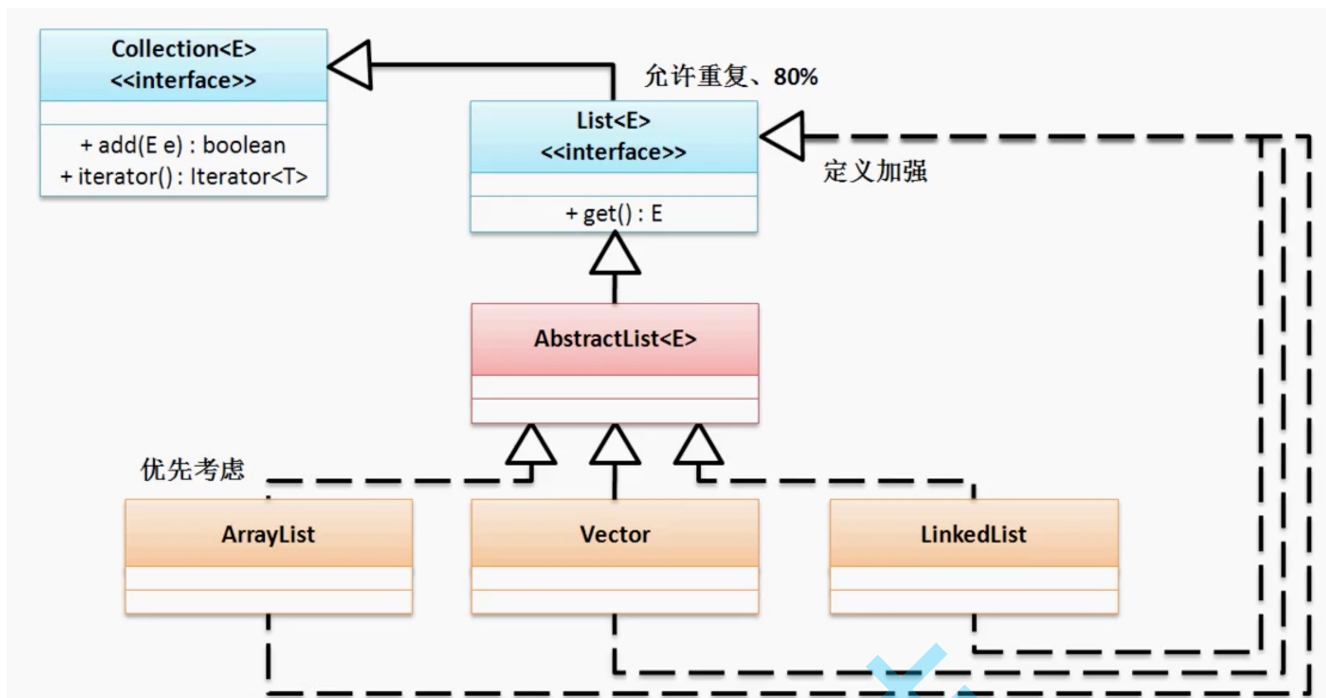 Collection<E>
<<interface>>
+ add(E e) : boolean
+ iterator() : Iterator<T>
允许重复、80%
List<E>
<<interface>>
+ get() : E
定义加强
AbstractList<E>
优先考虑
ArrayList
Vector
LinkedList